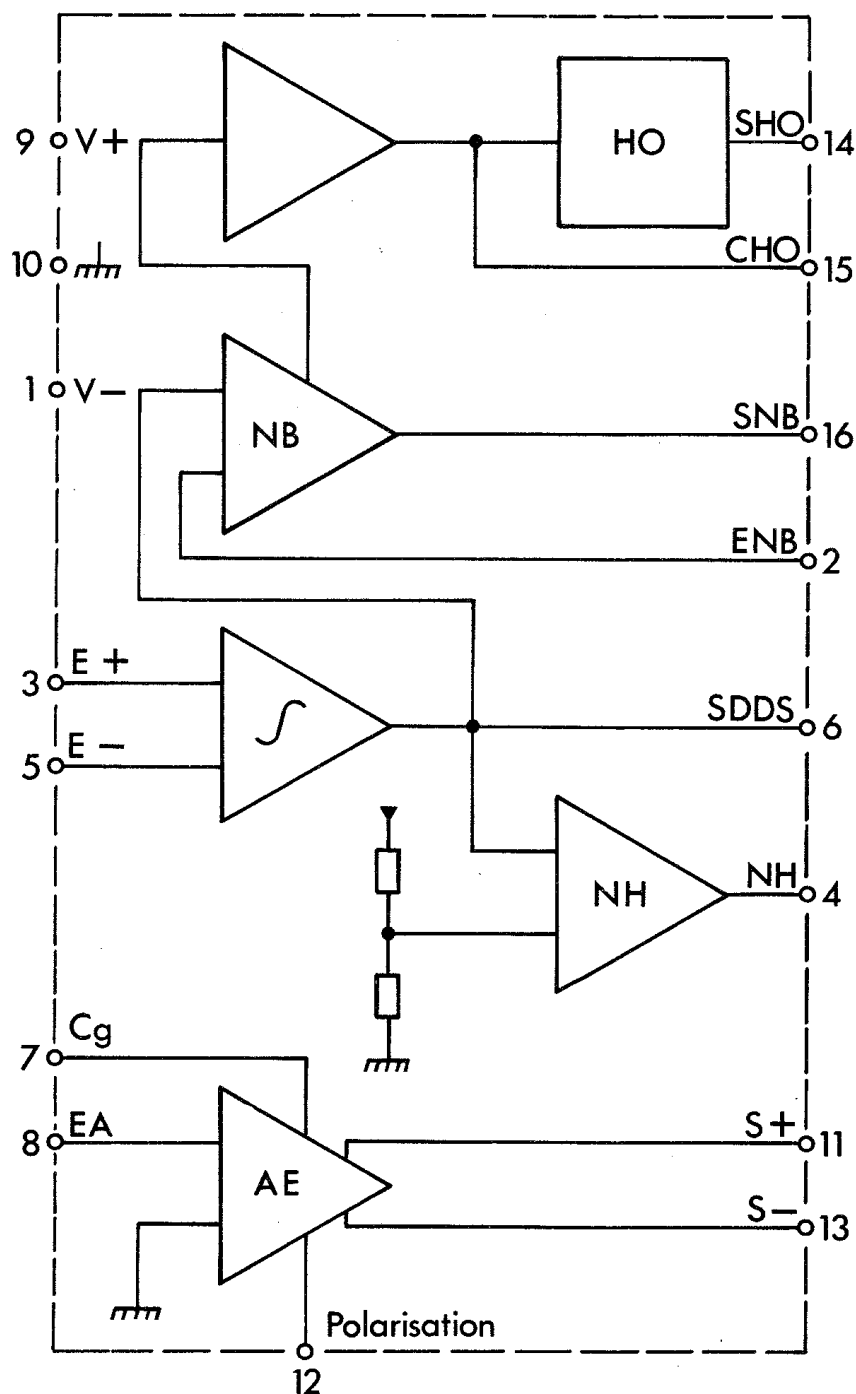 9 V+ HO SHO 14
10 CHO 15
1 V− NB SNB 16
ENB 2
3 E + SDDS 6
5 E −
NH NH 4
7 Cg
8 EA AE S+ 11
S− 13
Polarisation
12